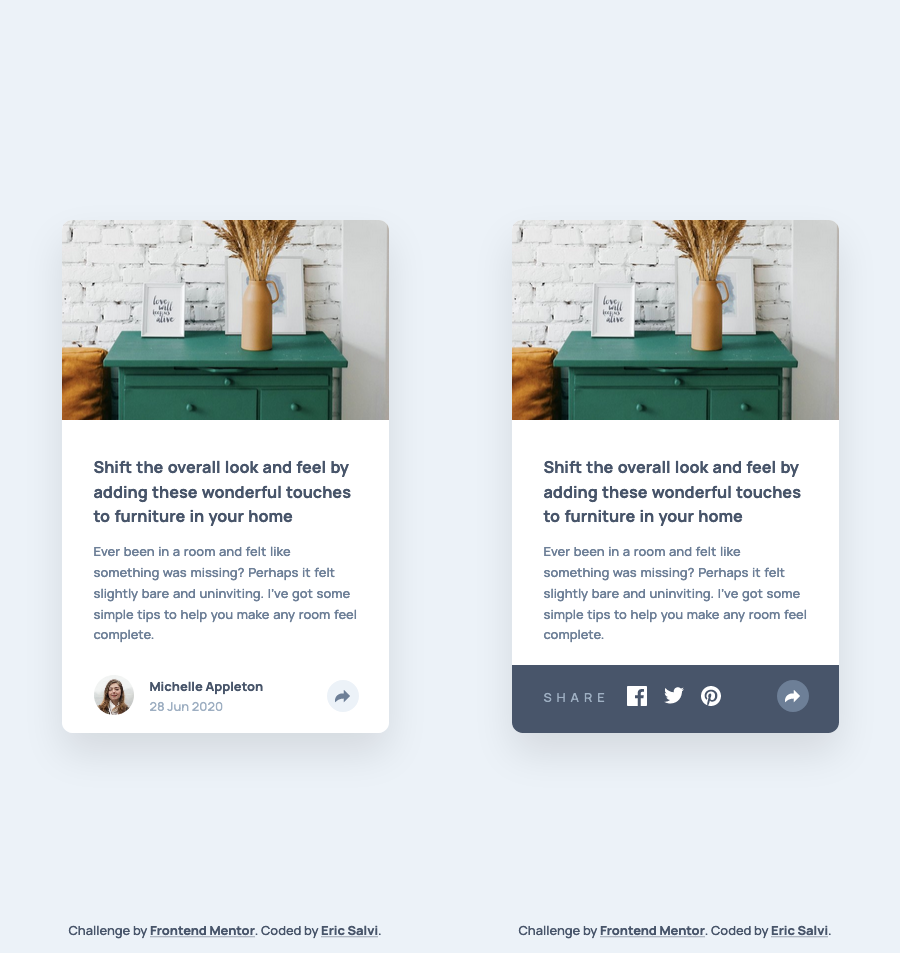 love
will
keep us
alive
Shift the overall look and feel by
adding these wonderful touches
to furniture in your home
Ever been in a room and felt like
something was missing? Perhaps it felt
slightly bare and uninviting. I've got some
simple tips to help you make any room feel
complete.
Michelle Appleton
28 Jun 2020
Challenge by Frontend Mentor. Coded by Eric Salvi.
love
will
keep us
alive
Shift the overall look and feel by
adding these wonderful touches
to furniture in your home
Ever been in a room and felt like
something was missing? Perhaps it felt
slightly bare and uninviting. I've got some
simple tips to help you make any room feel
complete.
SHARE
Challenge by Frontend Mentor. Coded by Eric Salvi.